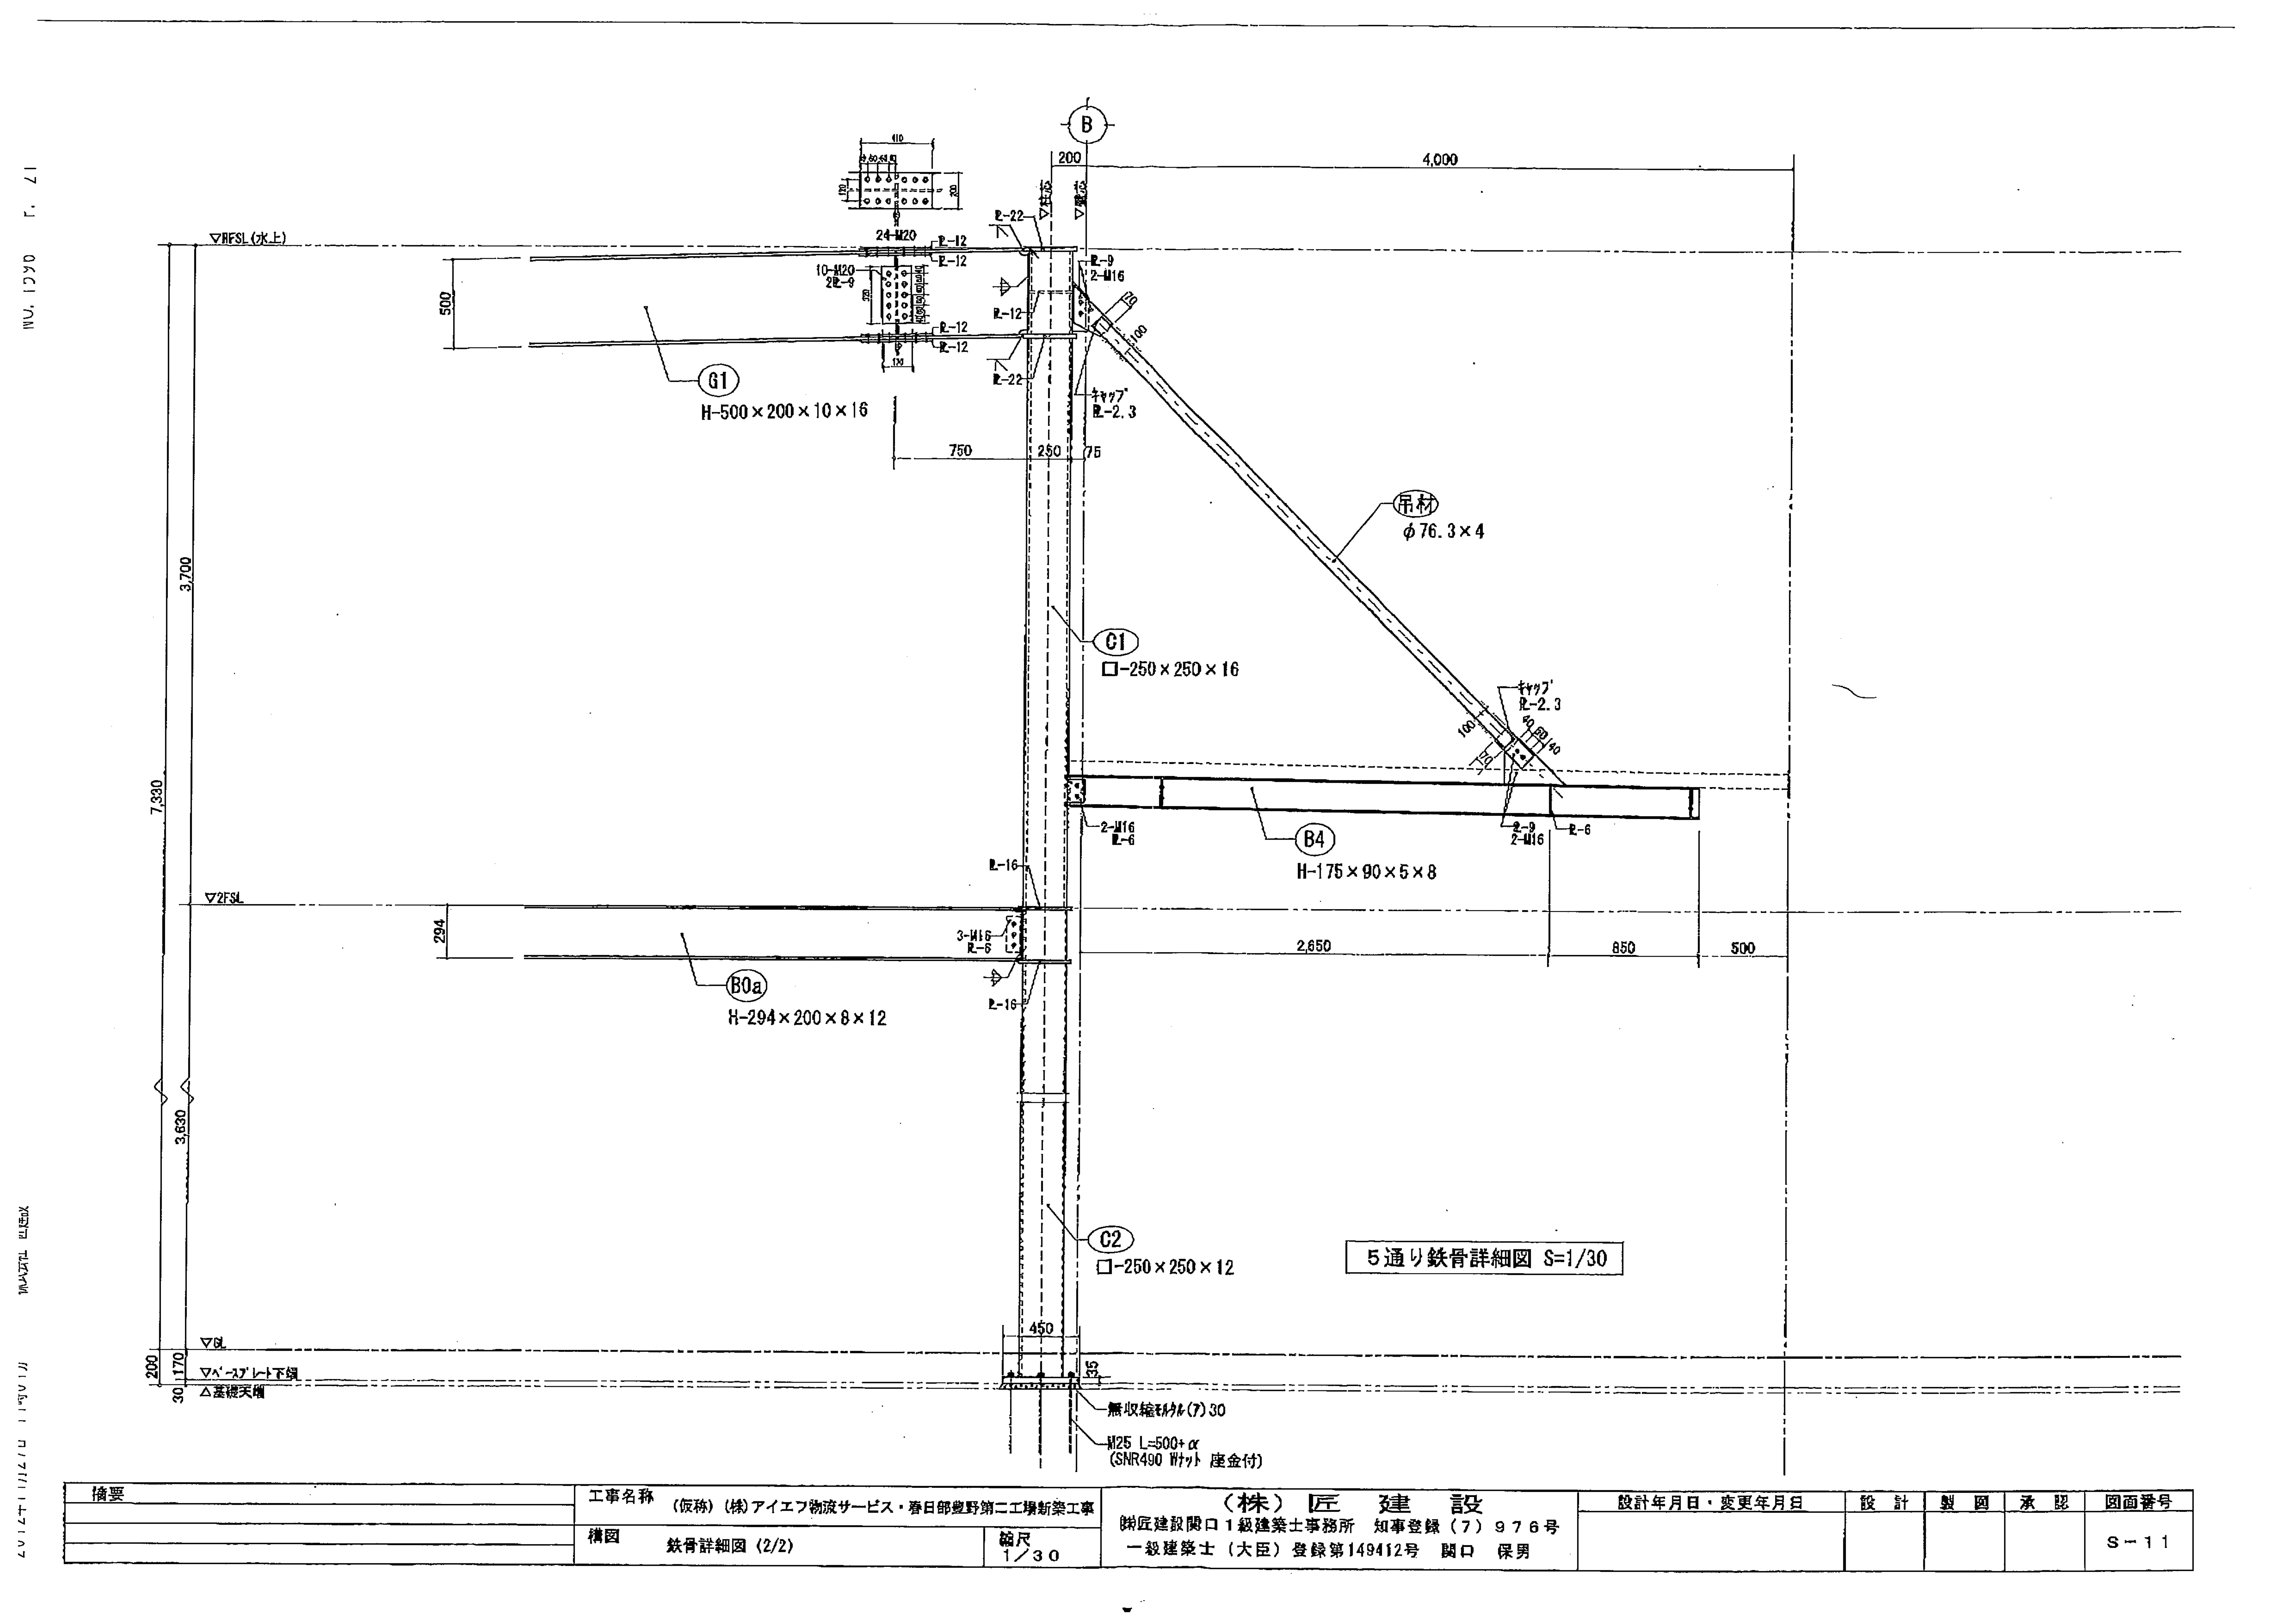 B
200
4,000
▽柱芯
▽壁芯
410
120
200
24-M20
PL-22
▽RFSL(水上)
PL-12
PL-12
10-M20
2PL-9
PL-9
2-M16
70
100
500
PL-12
PL-12
PL-12
PL-22
G1
H-500×200×10×16
キャップ
PL-2.3
750
250
75
吊材
φ76.3×4
3,700
7,330
C1
□-250×250×16
キャップ
PL-2.3
100
40
60
40
70
2-M16
PL-6
B4
H-175×90×5×8
PL-9
2-M16
PL-6
PL-16
▽2FSL
294
3-M16
PL-6
2,650
850
500
B0a
H-294×200×8×12
PL-16
3,630
C2
□-250×250×12
5通り鉄骨詳細図 S=1/30
450
35
▽GL
200
170
▽ベースプレート下端
30
△基礎天端
無収縮モルタル(ア)30
M25 L=500+α
(SNR490 Wナット 座金付)
摘要
工事名称
(仮称)(株)アイエフ物流サービス・春日部豊野第二工場新築工事
構図
鉄骨詳細図 (2/2)
縮尺
1/30
(株) 匠 建 設
㈱匠建設関口1級建築士事務所 知事登録(7)976号
一級建築士(大臣)登録第149412号 関口 保男
設計年月日・変更年月日
設 計
製 図
承 認
図面番号
S-11